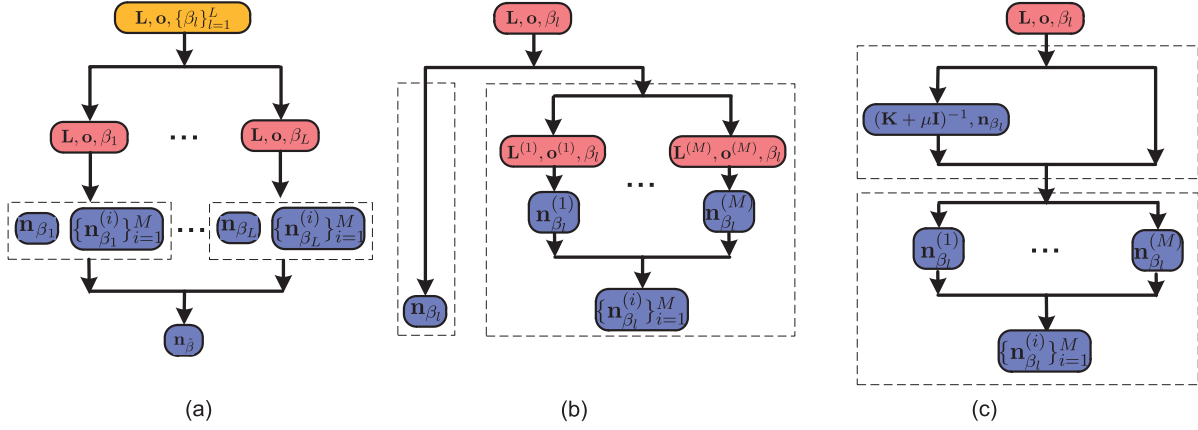 L, o, {β_l}_{l=1}^L
L, o, β_1
...
L, o, β_L
n_{β_1}
{n_{β_1}^{(i)}}_{i=1}^M
...
n_{β_L}
{n_{β_L}^{(i)}}_{i=1}^M
n_{β̂}
(a)
L, o, β_l
L^{(1)}, o^{(1)}, β_l
L^{(M)}, o^{(M)}, β_l
...
n_{β_l}^{(1)}
n_{β_l}^{(M)}
n_{β_l}
{n_{β_l}^{(i)}}_{i=1}^M
(b)
L, o, β_l
(K + μI)^{-1}, n_{β_l}
n_{β_l}^{(1)}
...
n_{β_l}^{(M)}
{n_{β_l}^{(i)}}_{i=1}^M
(c)